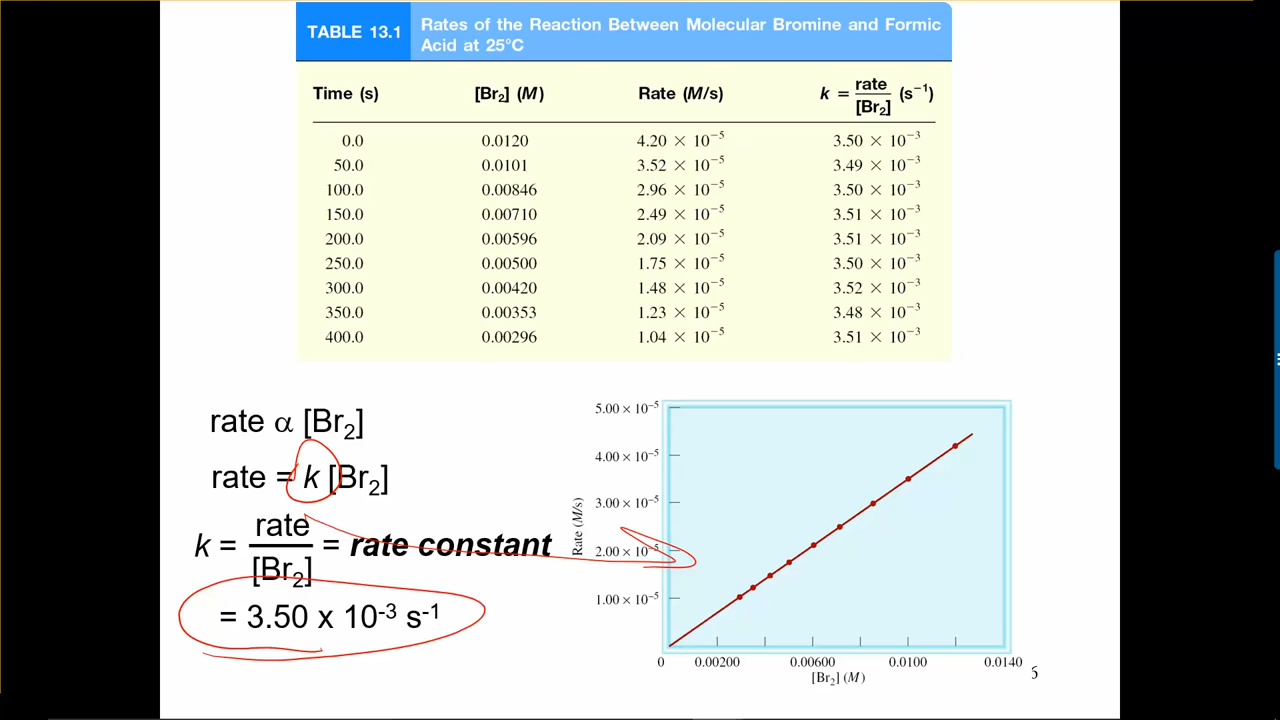 TABLE 13.1
Rates of the Reaction Between Molecular Bromine and Formic
Acid at 25°C
Time (s) [Br₂] (M) Rate (M/s) k = rate/[Br₂] (s⁻¹)
0.0 0.0120 4.20 × 10⁻⁵ 3.50 × 10⁻³
50.0 0.0101 3.52 × 10⁻⁵ 3.49 × 10⁻³
100.0 0.00846 2.96 × 10⁻⁵ 3.50 × 10⁻³
150.0 0.00710 2.49 × 10⁻⁵ 3.51 × 10⁻³
200.0 0.00596 2.09 × 10⁻⁵ 3.51 × 10⁻³
250.0 0.00500 1.75 × 10⁻⁵ 3.50 × 10⁻³
300.0 0.00420 1.48 × 10⁻⁵ 3.52 × 10⁻³
350.0 0.00353 1.23 × 10⁻⁵ 3.48 × 10⁻³
400.0 0.00296 1.04 × 10⁻⁵ 3.51 × 10⁻³
rate α [Br₂]
rate = k [Br₂]
k = rate/[Br₂] = rate constant
= 3.50 x 10⁻³ s⁻¹
5.00 × 10⁻⁵
4.00 × 10⁻⁵
3.00 × 10⁻⁵
2.00 × 10⁻⁵
1.00 × 10⁻⁵
Rate (M/s)
0 0.00200 0.00600 0.0100 0.0140
[Br₂] (M)